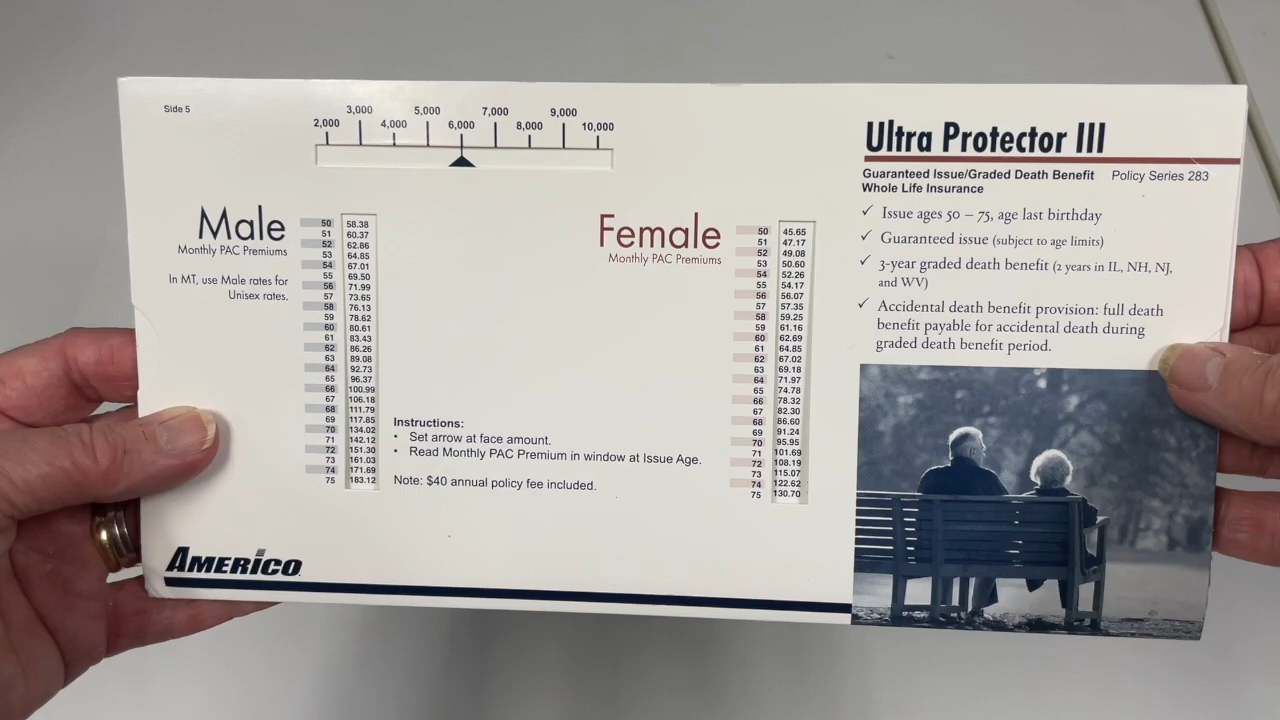 Side 5
3,000 5,000 7,000 9,000
2,000 4,000 6,000 8,000 10,000
Male
Monthly PAC Premiums
In MT, use Male rates for
Unisex rates.
50 58.38
51 60.37
52 62.86
53 64.85
54 67.01
55 69.50
56 71.99
57 73.65
58 76.13
59 78.62
60 80.61
61 83.43
62 86.26
63 89.08
64 92.73
65 96.37
66 100.99
67 106.18
68 111.79
69 117.85
70 134.02
71 142.12
72 151.30
73 161.03
74 171.69
75 183.12
Instructions:
• Set arrow at face amount.
• Read Monthly PAC Premium in window at Issue Age.
Note: $40 annual policy fee included.
Female
Monthly PAC Premiums
50 45.65
51 47.17
52 49.08
53 50.60
54 52.26
55 54.17
56 56.07
57 57.35
58 59.25
59 61.16
60 62.69
61 64.85
62 67.02
63 69.18
64 71.97
65 74.78
66 78.32
67 82.30
68 86.60
69 91.24
70 95.95
71 101.69
72 108.19
73 115.07
74 122.62
75 130.70
AMERICO
Ultra Protector III
Guaranteed Issue/Graded Death Benefit Policy Series 283
Whole Life Insurance
✓ Issue ages 50 – 75, age last birthday
✓ Guaranteed issue (subject to age limits)
✓ 3-year graded death benefit (2 years in IL, NH, NJ,
and WV)
✓ Accidental death benefit provision: full death
benefit payable for accidental death during
graded death benefit period.